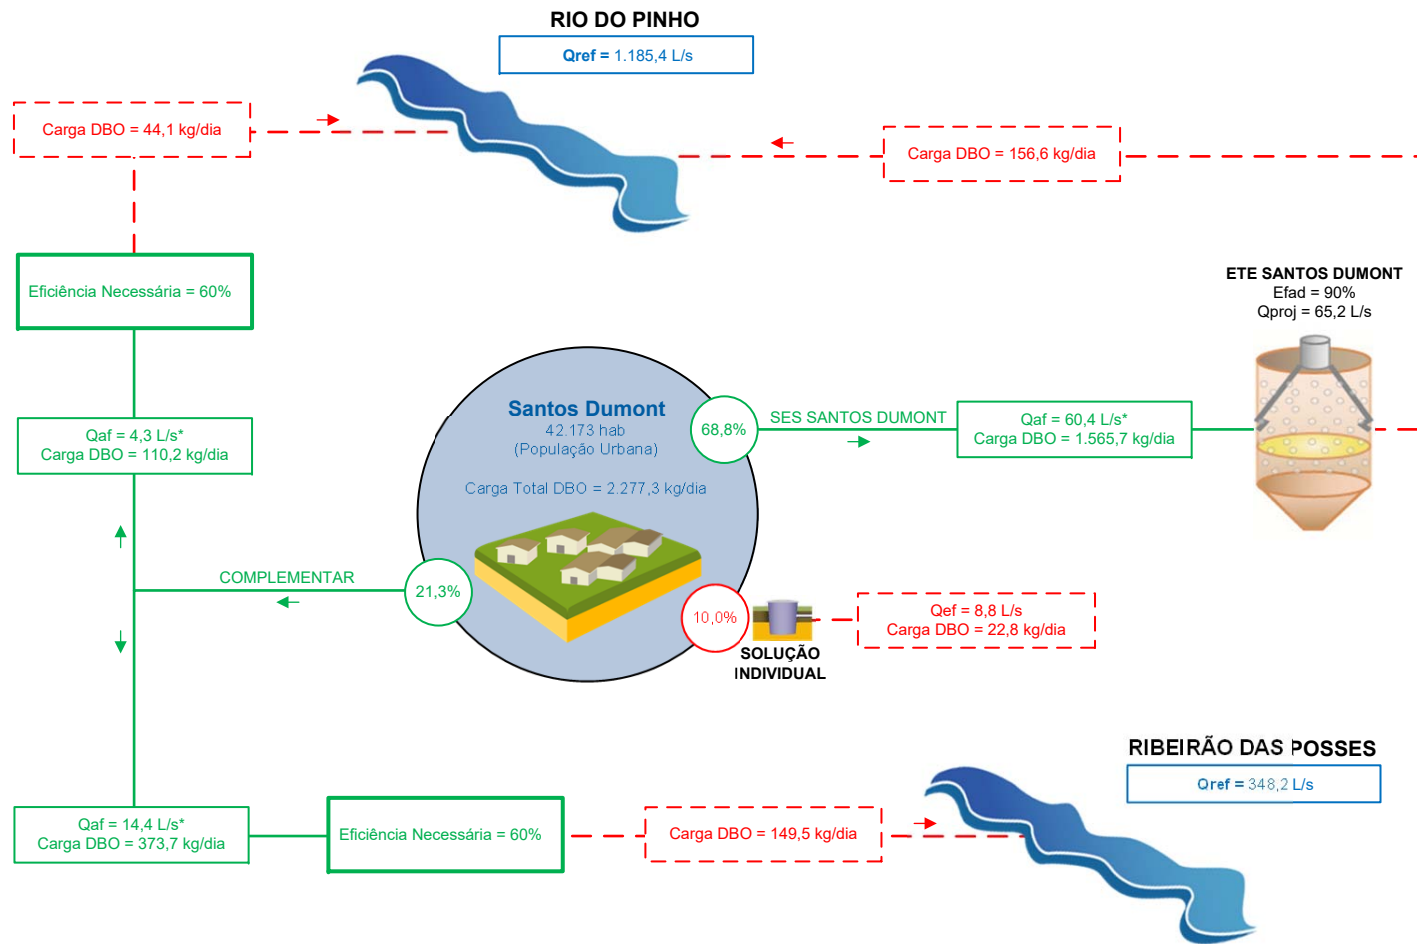 RIO DO PINHO
Qref = 1.185,4 L/s
Carga DBO = 44,1 kg/dia
Carga DBO = 156,6 kg/dia
Eficiência Necessária = 60%
ETE SANTOS DUMONT
Efad = 90%
Qproj = 65,2 L/s
Santos Dumont
42.173 hab
(População Urbana)
Carga Total DBO = 2.277,3 kg/dia
68,8%
SES SANTOS DUMONT
Qaf = 60,4 L/s*
Carga DBO = 1.565,7 kg/dia
Qaf = 4,3 L/s*
Carga DBO = 110,2 kg/dia
COMPLEMENTAR
21,3%
10,0%
SOLUÇÃO
INDIVIDUAL
Qef = 8,8 L/s
Carga DBO = 22,8 kg/dia
RIBEIRÃO DAS POSSES
Qref = 348,2 L/s
Qaf = 14,4 L/s*
Carga DBO = 373,7 kg/dia
Eficiência Necessária = 60%
Carga DBO = 149,5 kg/dia